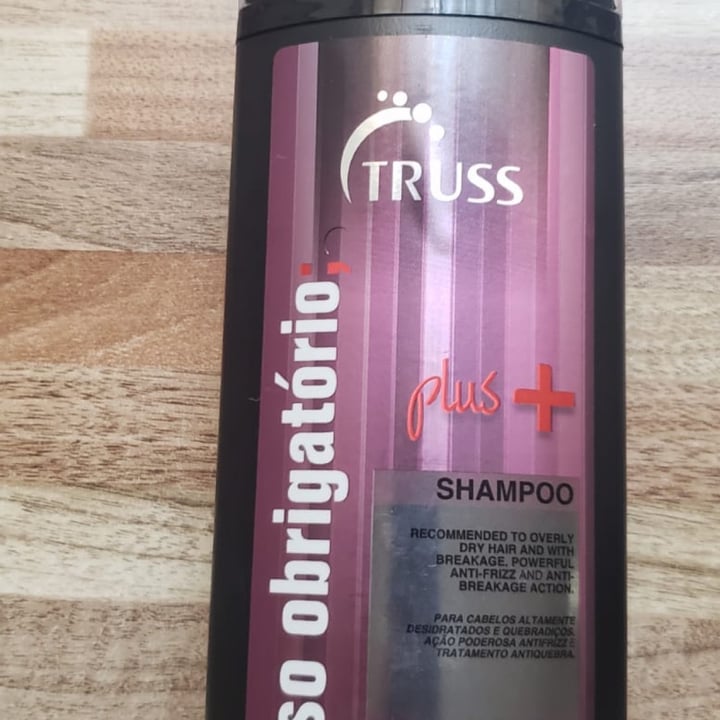 TRUSS
so obrigatório;
plus +
SHAMPOO
RECOMMENDED TO OVERLY
DRY HAIR AND WITH
BREAKAGE, POWERFUL
ANTI-FRIZZ AND ANTI-
BREAKAGE ACTION.
PARA CABELOS ALTAMENTE
DESIDRATADOS E QUEBRADIÇOS.
AÇÃO PODEROSA ANTIFRIZZ E
TRATAMENTO ANTIQUEBRA.